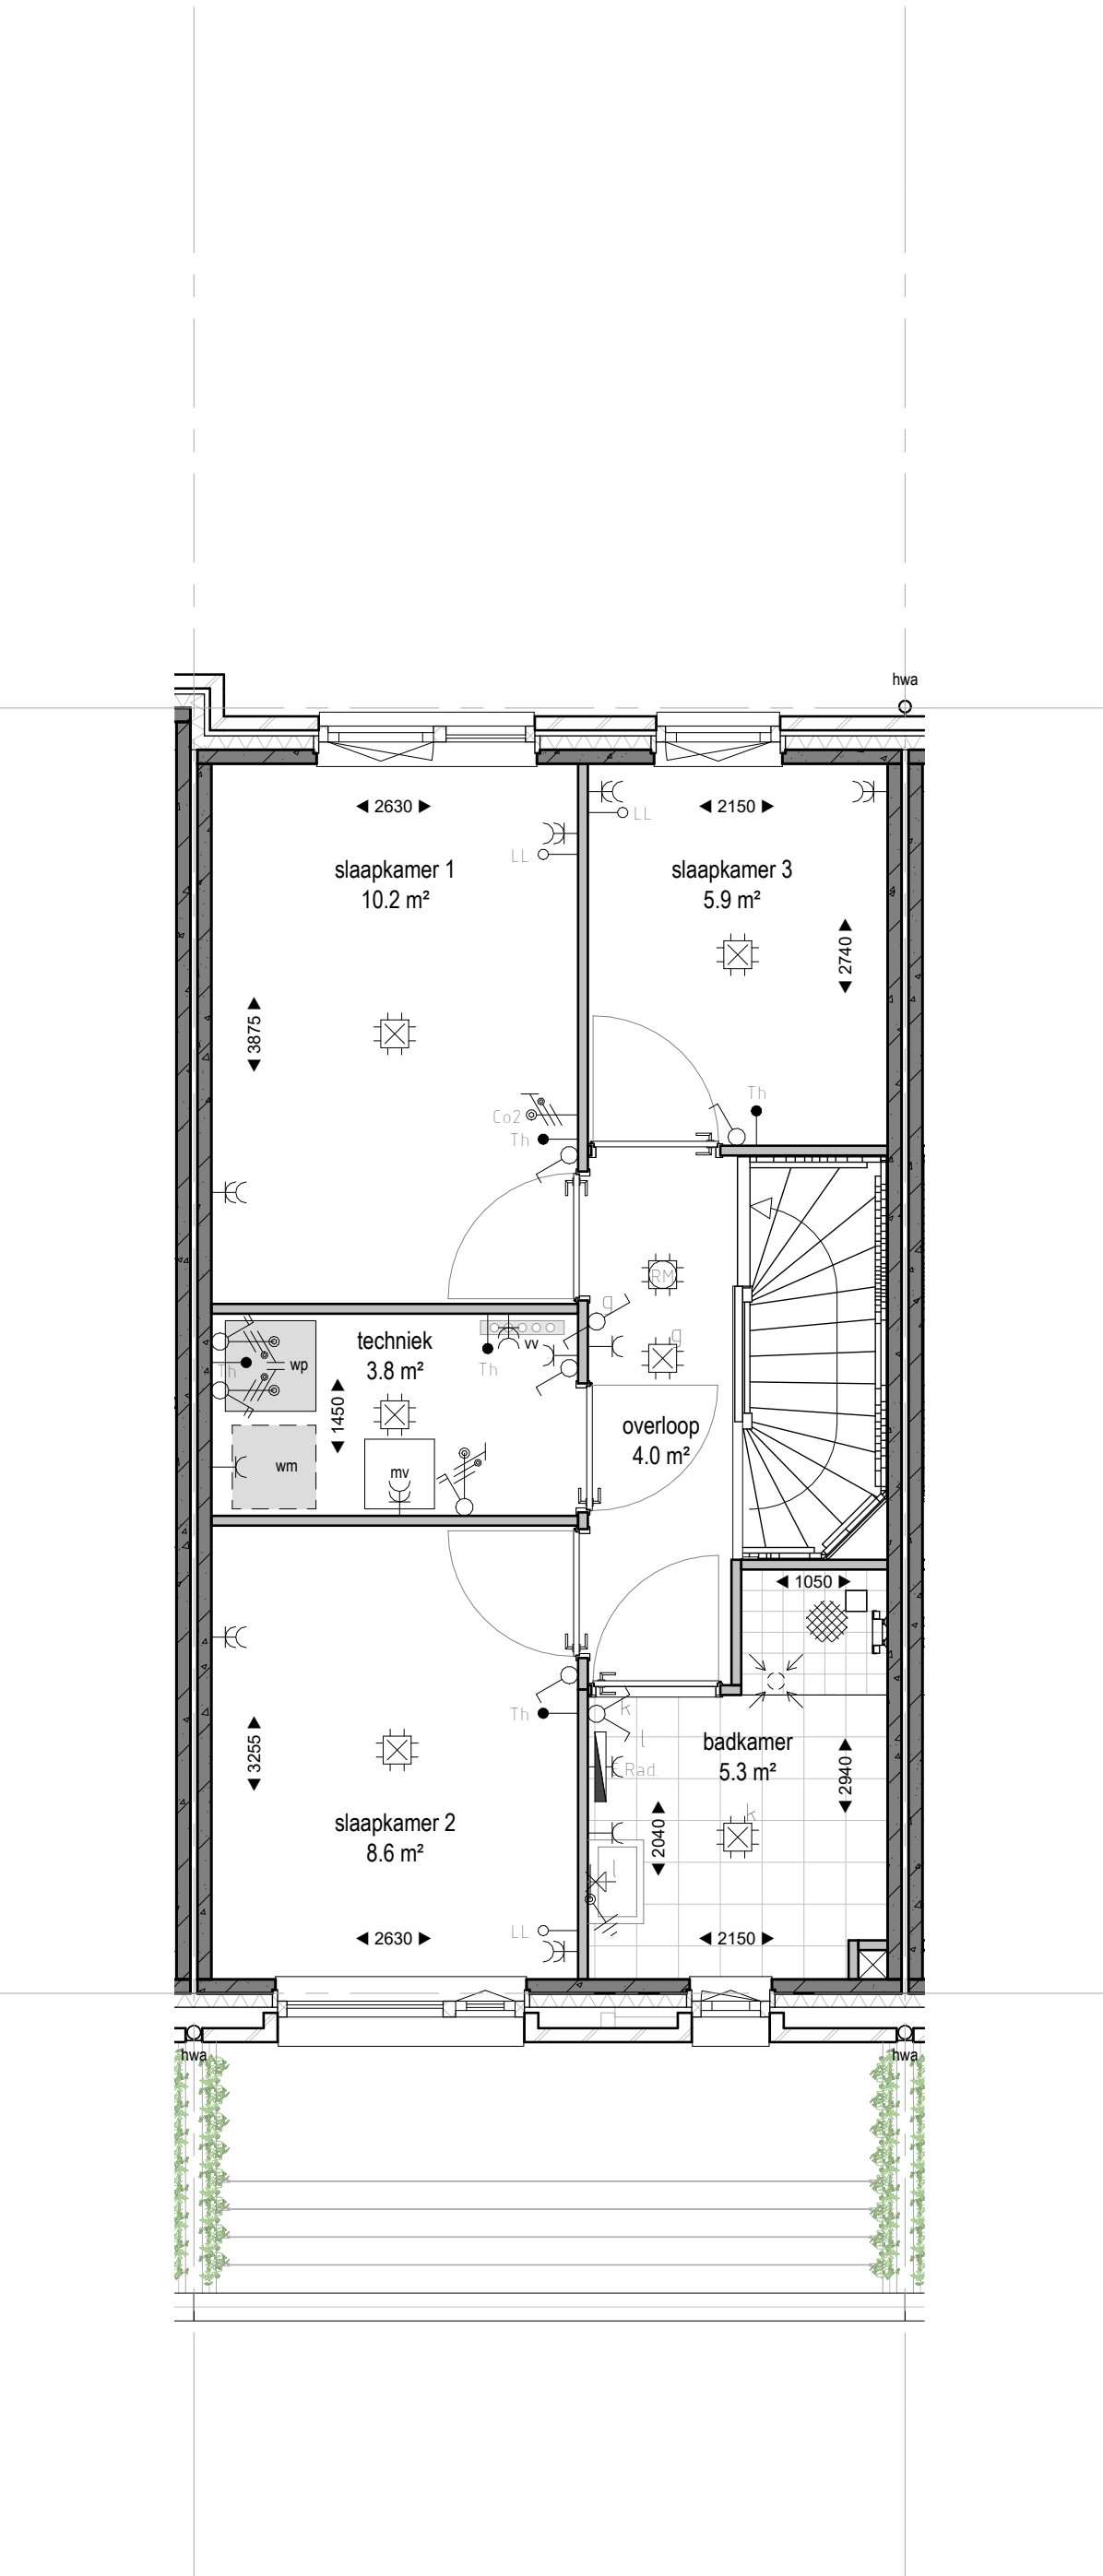 hwa
2630
2150
LL
LL
slaapkamer 1
10.2 m²
slaapkamer 3
5.9 m²
2740
3875
Th
Co2
Th
RM
g
g
techniek
3.8 m²
vv
wp
Th
Th
1450
overloop
4.0 m²
wm
mv
1050
k
Th
l
badkamer
5.3 m²
Rad.
3255
2940
k
2040
slaapkamer 2
8.6 m²
l
LL
2630
2150
hwa
hwa